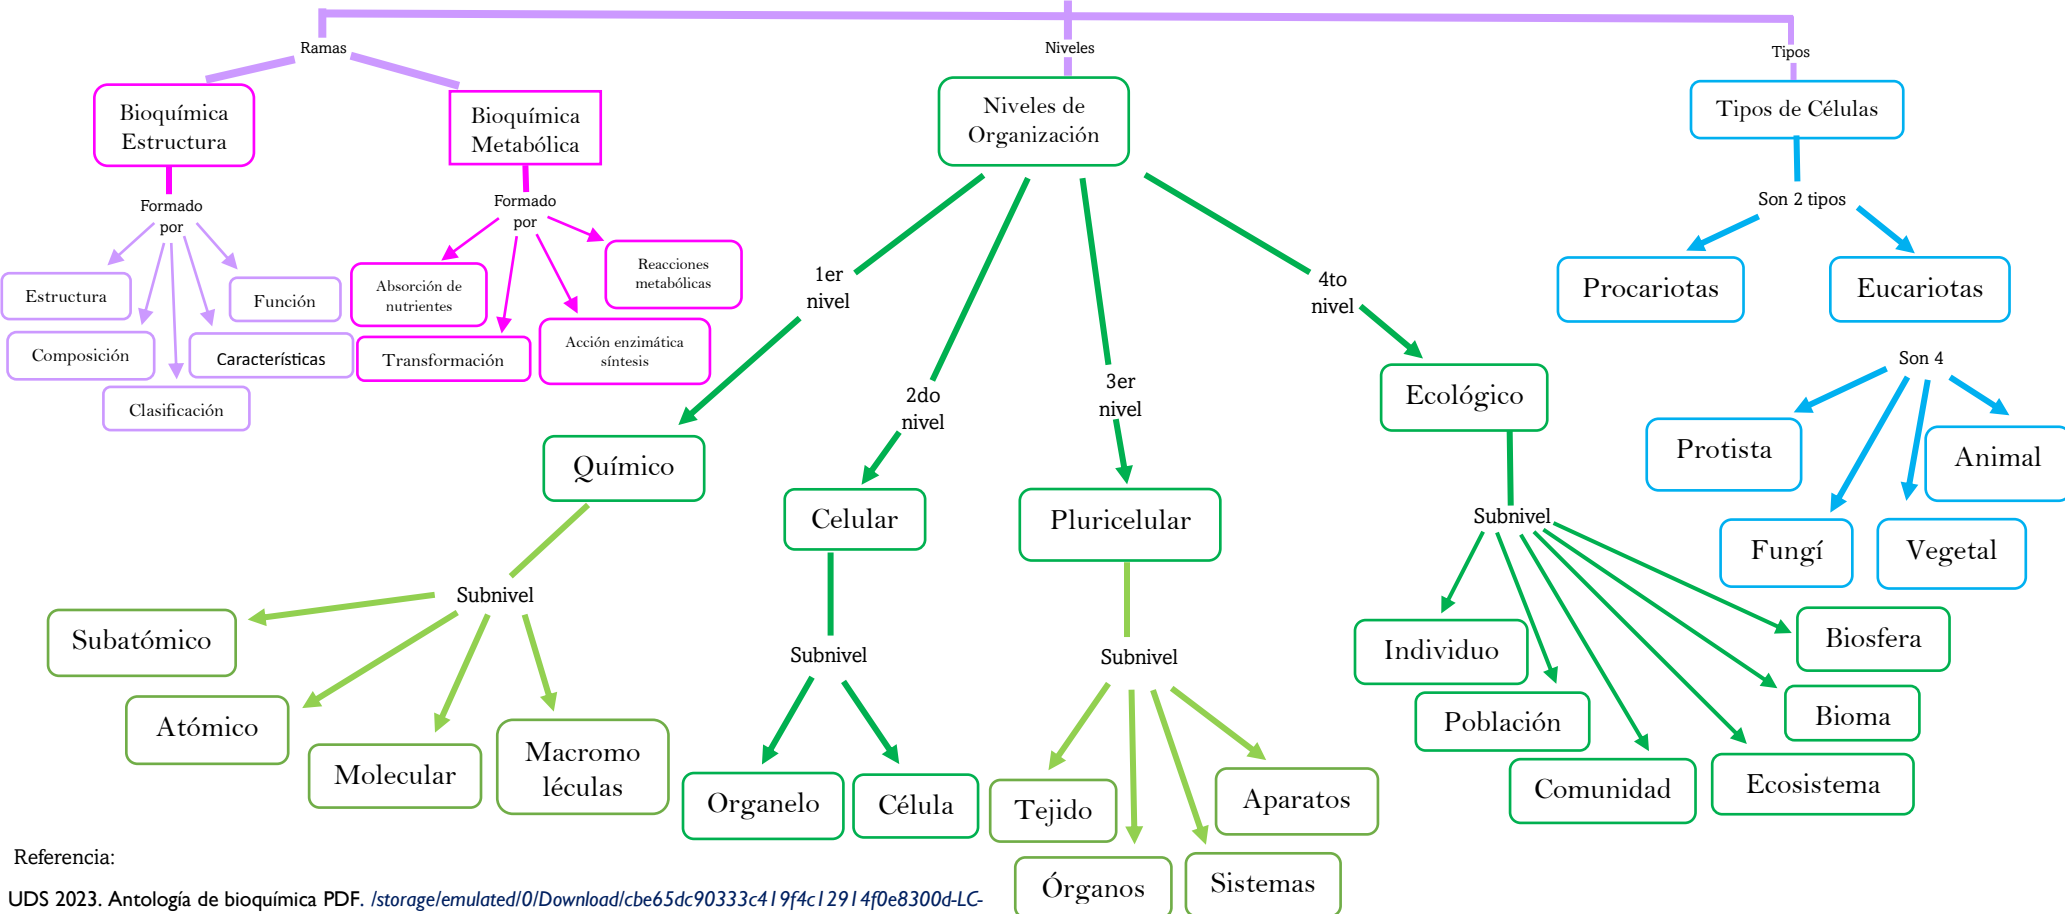 Ramas
Niveles
Tipos
Bioquímica
Estructura
Bioquímica
Metabólica
Niveles de
Organización
Tipos de Células
Formado
por
Formado
por
Son 2 tipos
Estructura
Función
Composición
Características
Clasificación
Absorción de
nutrientes
Reacciones
metabólicas
Transformación
Acción enzimática
síntesis
1er
nivel
2do
nivel
3er
nivel
4to
nivel
Procariotas
Eucariotas
Son 4
Protista
Animal
Fungí
Vegetal
Químico
Celular
Pluricelular
Ecológico
Subnivel
Subnivel
Subnivel
Subnivel
Subatómico
Atómico
Molecular
Macromo
léculas
Organelo
Célula
Tejido
Órganos
Sistemas
Aparatos
Individuo
Población
Comunidad
Ecosistema
Bioma
Biosfera
Referencia:
UDS 2023. Antología de bioquímica PDF. /storage/emulated/0/Download/cbe65dc90333c419f4c12914f0e8300d-LC-